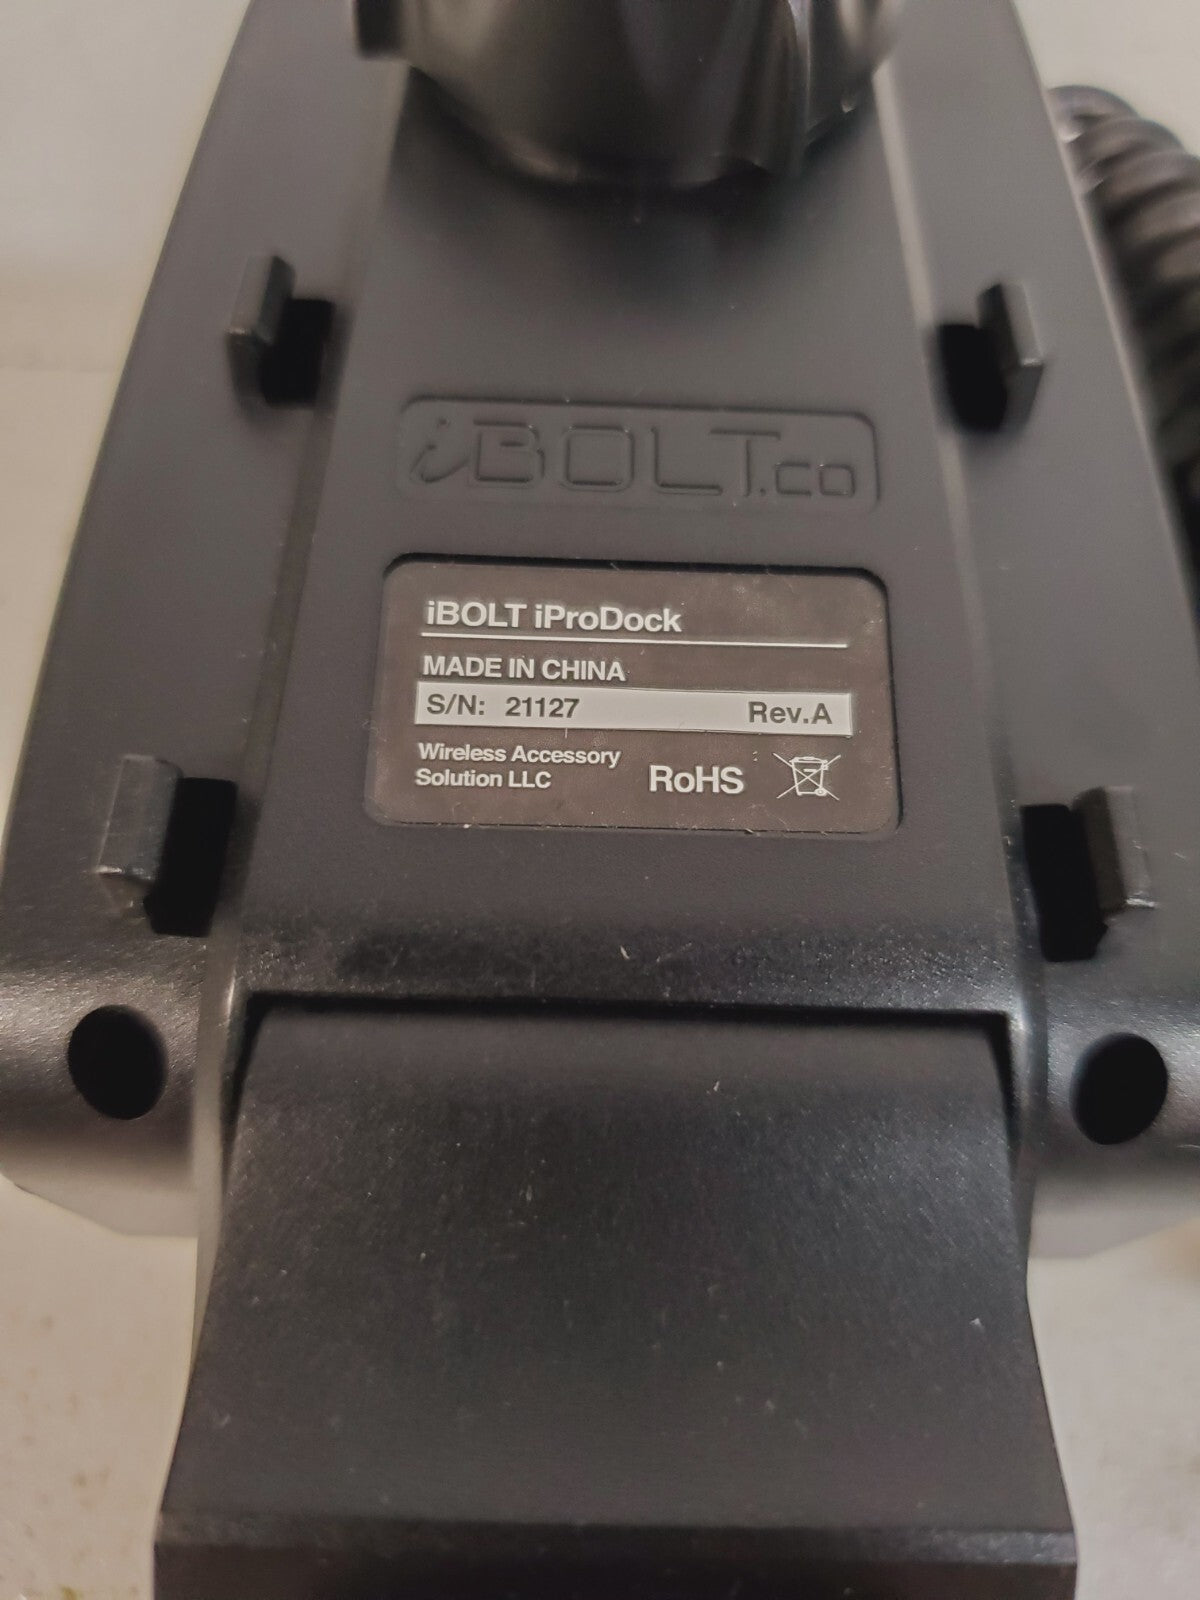 iBOLT.co
iBOLT iProDock
MADE IN CHINA
S/N: 21127 Rev.A
Wireless Accessory
Solution LLC
RoHS